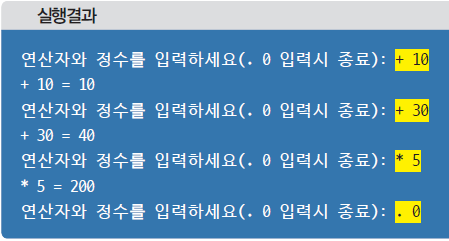 실행결과
연산자와 정수를 입력하세요(. 0 입력시 종료): + 10
+ 10 = 10
연산자와 정수를 입력하세요(. 0 입력시 종료): + 30
+ 30 = 40
연산자와 정수를 입력하세요(. 0 입력시 종료): * 5
* 5 = 200
연산자와 정수를 입력하세요(. 0 입력시 종료): . 0